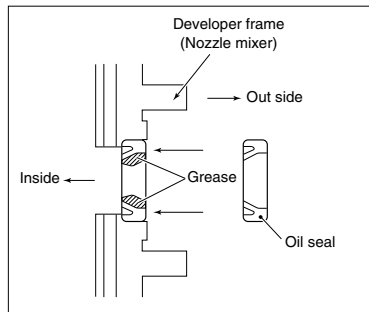 Developer frame
(Nozzle mixer)
Out side
Inside
Grease
Oil seal